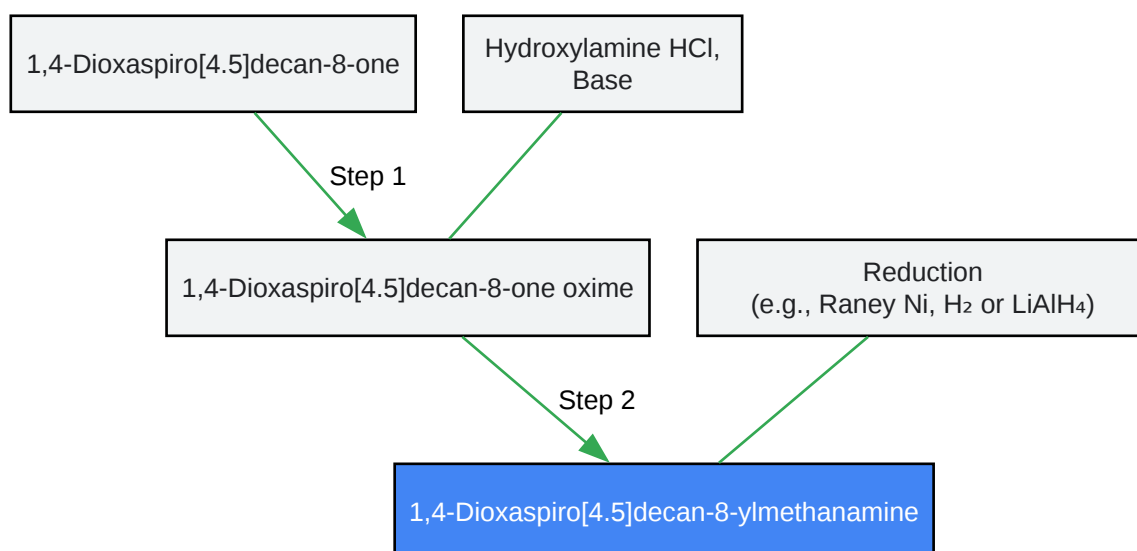 1,4-Dioxaspiro[4.5]decan-8-one
Hydroxylamine HCl,
Base
Step 1
1,4-Dioxaspiro[4.5]decan-8-one oxime
Reduction
(e.g., Raney Ni, H₂ or LiAlH₄)
Step 2
1,4-Dioxaspiro[4.5]decan-8-ylmethanamine